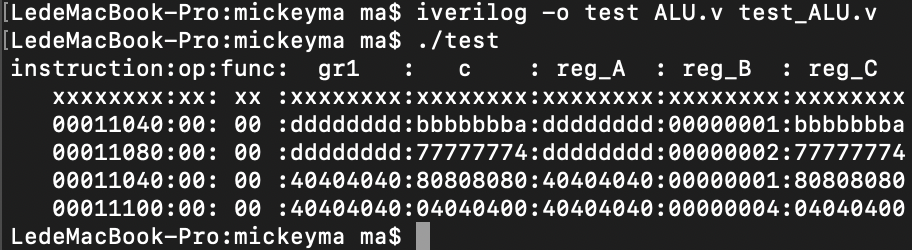 [LedeMacBook-Pro:mickeyma ma$ iverilog -o test ALU.v test_ALU.v
[LedeMacBook-Pro:mickeyma ma$ ./test
instruction:op:func:  gr1   :   c    : reg_A  : reg_B  : reg_C
   xxxxxxxx:xx: xx :xxxxxxxx:xxxxxxxx:xxxxxxxx:xxxxxxxx:xxxxxxxx
   00011040:00: 00 :dddddddd:bbbbbbba:dddddddd:00000001:bbbbbbba
   00011080:00: 00 :dddddddd:77777774:dddddddd:00000002:77777774
   00011040:00: 00 :40404040:80808080:40404040:00000001:80808080
   00011100:00: 00 :40404040:04040400:40404040:00000004:04040400
LedeMacBook-Pro:mickeyma ma$